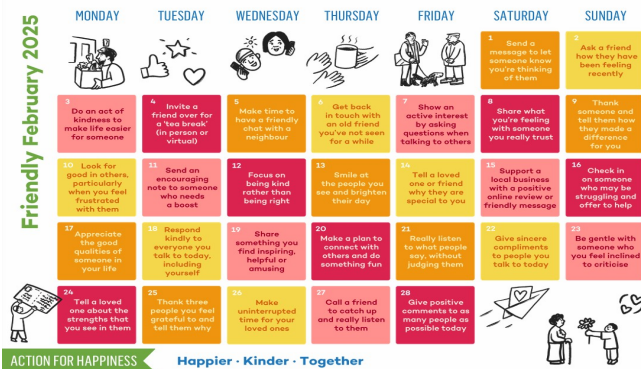 Friendly February 2025
MONDAY TUESDAY WEDNESDAY THURSDAY FRIDAY SATURDAY SUNDAY
1 Send a
message to let
someone know
you're thinking
of them
2 Ask a friend
how they have
been feeling
recently
3
Do an act of
kindness to
make life easier
for someone
4 Invite a
friend over for
a 'tea break'
(in person or
virtual)
5
Make time to
have a friendly
chat with a
neighbour
6 Get back
in touch with
an old friend
you've not seen
for a while
7 Show an
active interest
by asking
questions when
talking to others
8
Share what
you're feeling
with someone
you really trust
9 Thank
someone and
tell them how
they made a
difference
for you
10 Look for
good in others,
particularly
when you feel
frustrated
with them
11 Send an
encouraging
note to someone
who needs
a boost
12
Focus on
being kind
rather than
being right
13
Smile at
the people you
see and brighten
their day
14
Tell a loved
one or friend
why they are
special to you
15 Support a
local business
with a positive
online review or
friendly message
16 Check in
on someone
who may be
struggling and
offer to help
17
Appreciate
the good
qualities of
someone in
your life
18 Respond
kindly to
everyone you
talk to today,
including
yourself
19 Share
something you
find inspiring,
helpful or
amusing
20
Make a plan to
connect with
others and do
something fun
21
Really listen
to what people
say, without
judging them
22
Give sincere
compliments
to people you
talk to today
23
Be gentle with
someone who
you feel inclined
to criticise
24
Tell a loved
one about the
strengths that
you see in them
25
Thank three
people you feel
grateful to and
tell them why
26
Make
uninterrupted
time for your
loved ones
27
Call a friend
to catch up
and really listen
to them
28
Give positive
comments to
as many people
as possible today
ACTION FOR HAPPINESS
Happier · Kinder · Together